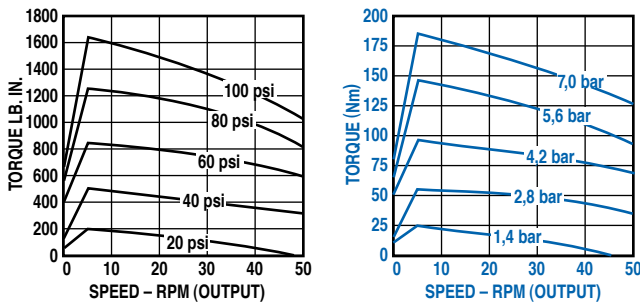 TORQUE LB. IN.
1800
1600
1400
1200
1000
800
600
400
200
0
100 psi
80 psi
60 psi
40 psi
20 psi
0 10 20 30 40 50
SPEED – RPM (OUTPUT)
TORQUE (Nm)
200
175
150
125
100
75
50
25
0
7,0 bar
5,6 bar
4,2 bar
2,8 bar
1,4 bar
0 10 20 30 40 50
SPEED – RPM (OUTPUT)